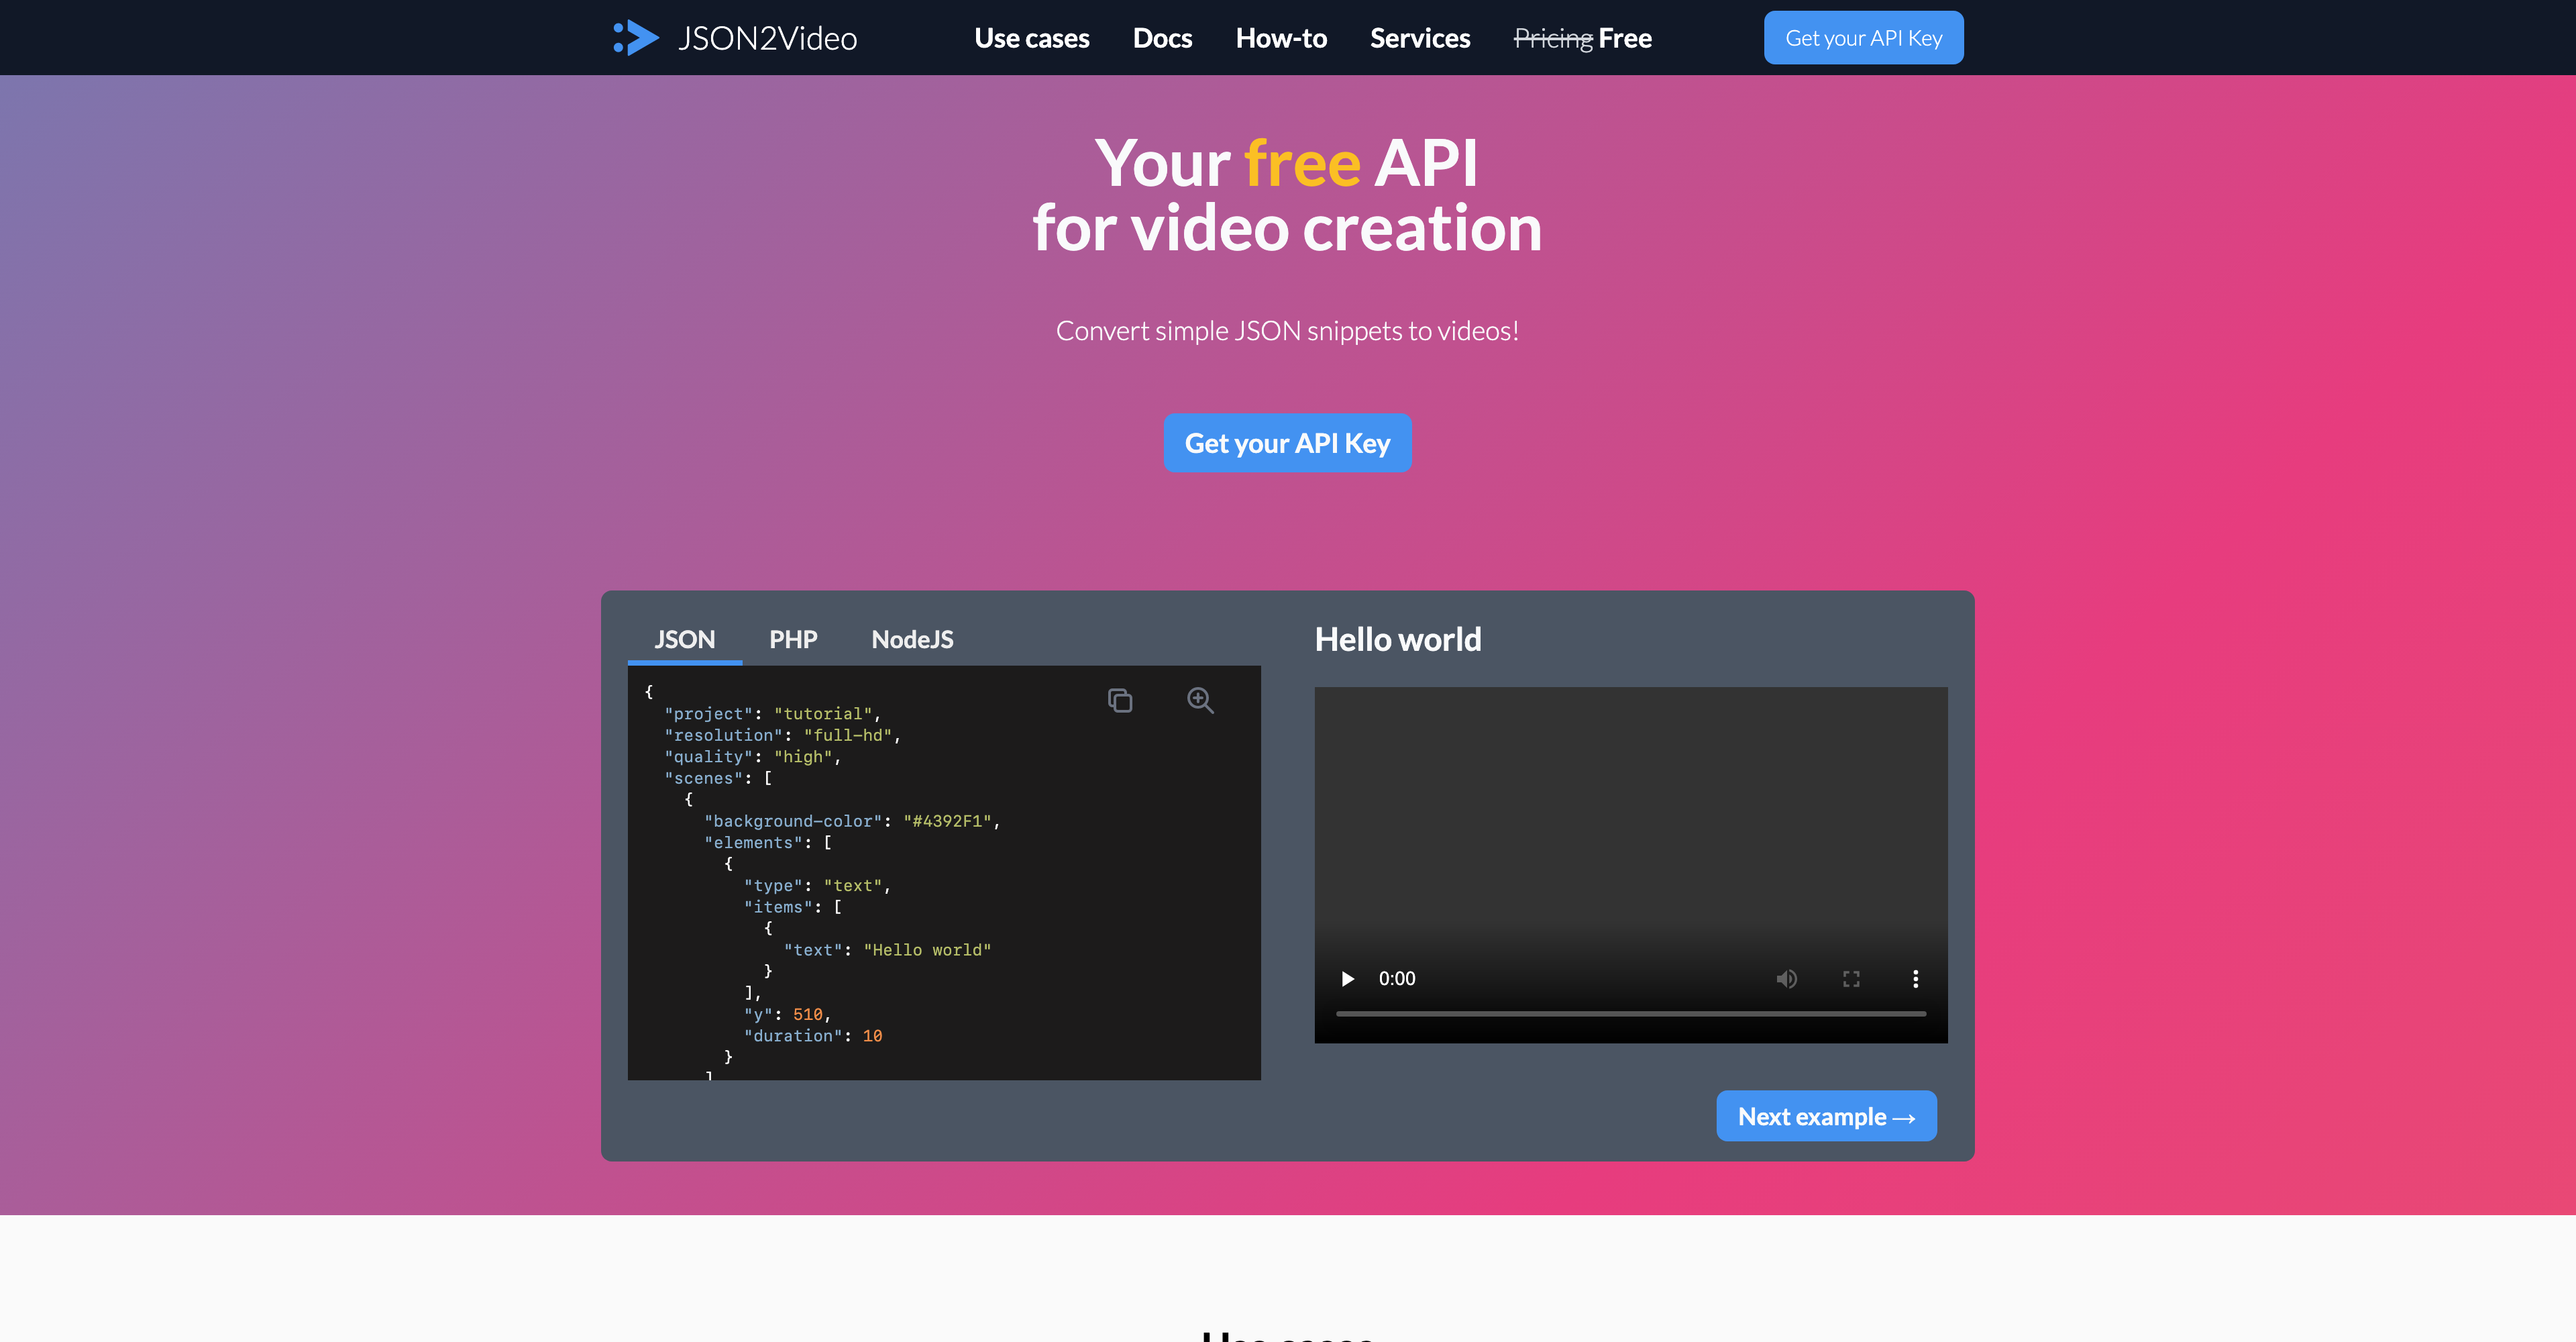 JSON2Video
Use cases
Docs
How-to
Services
Pricing Free
Get your API Key
Your free API
for video creation
Convert simple JSON snippets to videos!
Get your API Key
JSON
PHP
NodeJS
{
"project": "tutorial",
"resolution": "full-hd",
"quality": "high",
"scenes": [
{
"background-color": "#4392F1",
"elements": [
{
"type": "text",
"items": [
{
"text": "Hello world"
}
],
"y": 510,
"duration": 10
}
]
Hello world
0:00
Next example →
Use cases